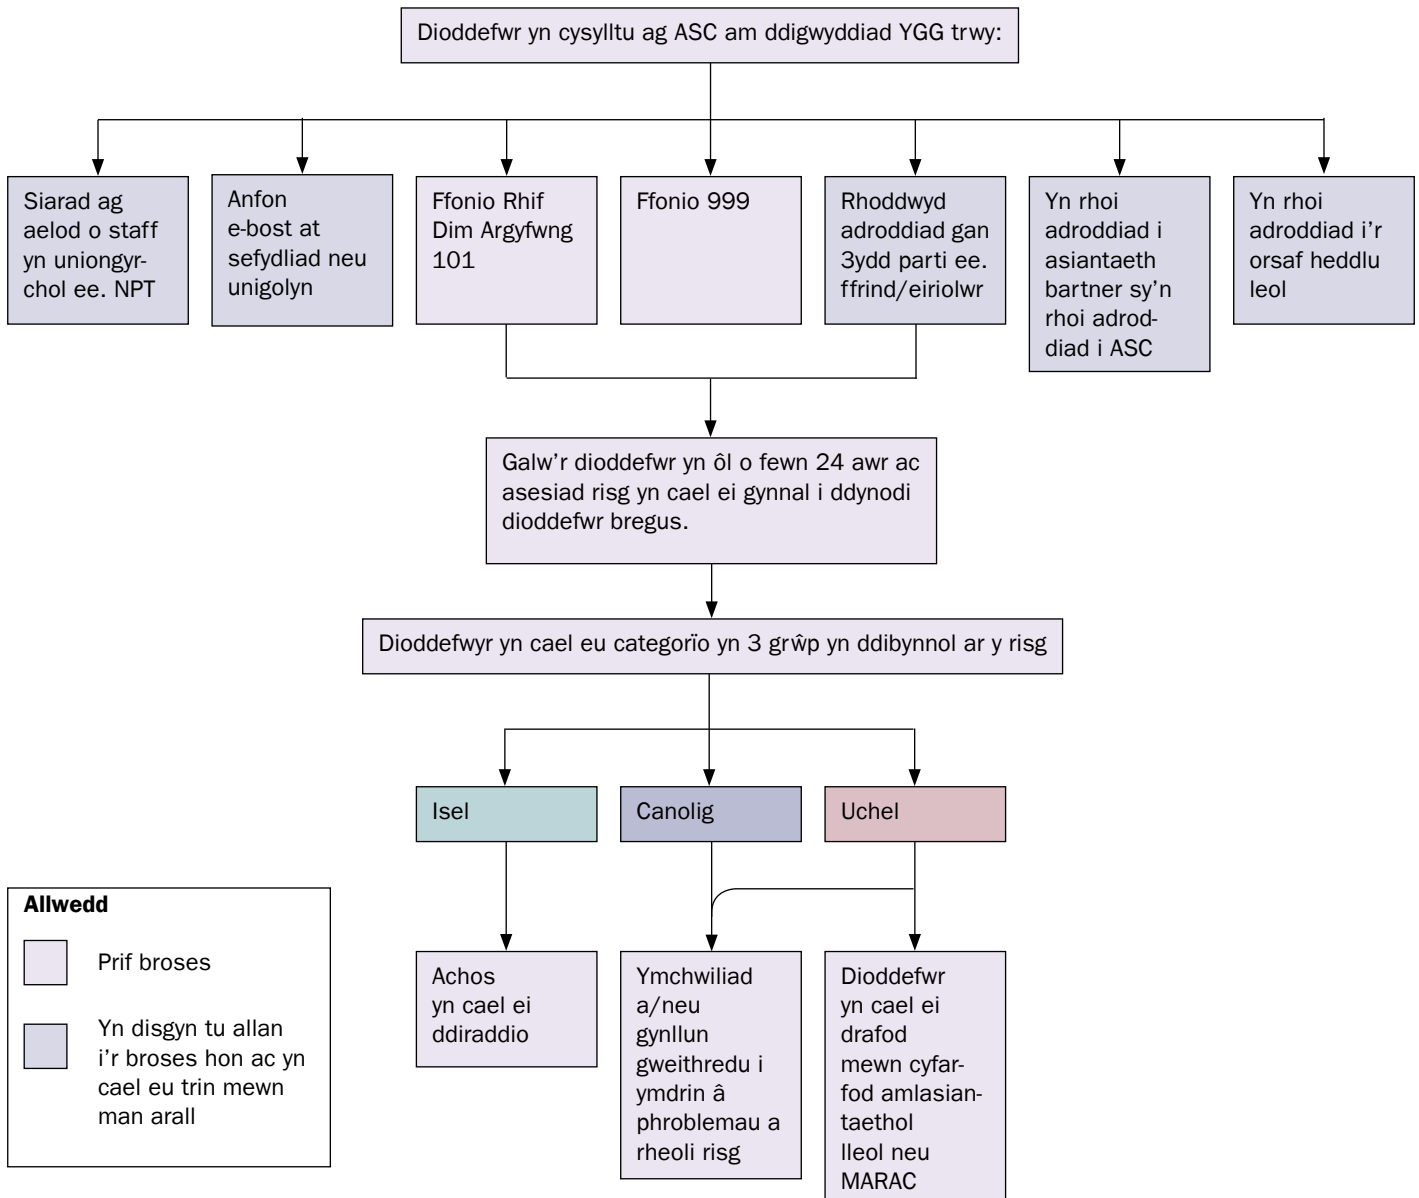 Dioddefwr yn cysylltu ag ASC am ddigwyddiad YGG trwy:
Siarad ag
aelod o staff
yn uniongyr-
chol ee. NPT
Anfon
e-bost at
sefydliad neu
unigolyn
Ffonio Rhif
Dim Argyfwng
101
Ffonio 999
Rhoddwyd
adroddiad gan
3ydd parti ee.
ffrind/eiriolwr
Yn rhoi
adroddiad i
asiantaeth
bartner sy'n
rhoi adrod-
diad i ASC
Yn rhoi
adroddiad i'r
orsaf heddlu
leol
Galw'r dioddefwr yn ôl o fewn 24 awr ac
asesiad risg yn cael ei gynnal i ddynodi
dioddefwr bregus.
Dioddefwyr yn cael eu categorïo yn 3 grŵp yn ddibynnol ar y risg
Isel
Canolig
Uchel
Achos
yn cael ei
ddiraddio
Ymchwiliad
a/neu
gynllun
gweithredu i
ymdrin â
phroblemau a
rheoli risg
Dioddefwr
yn cael ei
drafod
mewn cyfar-
fod amlasian-
taethol
lleol neu
MARAC
Allwedd
Prif broses
Yn disgyn tu allan
i'r broses hon ac yn
cael eu trin mewn
man arall